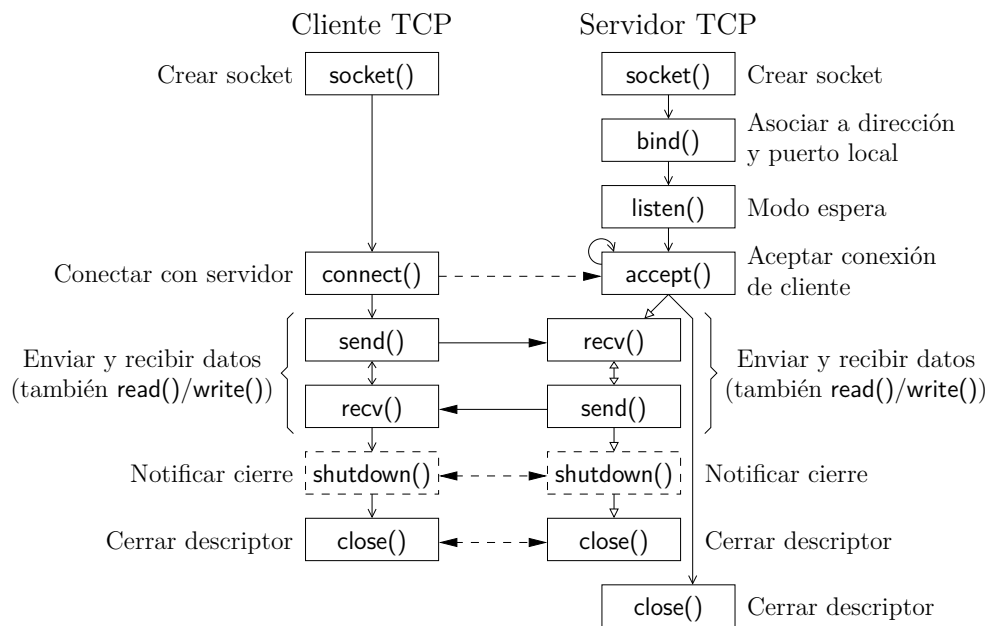 Cliente TCP
Servidor TCP
Crear socket
socket()
socket()
Crear socket
bind()
Asociar a dirección
y puerto local
listen()
Modo espera
Conectar con servidor
connect()
accept()
Aceptar conexión
de cliente
Enviar y recibir datos
(también read()/write())
send()
recv()
recv()
send()
Enviar y recibir datos
(también read()/write())
Notificar cierre
shutdown()
shutdown()
Notificar cierre
Cerrar descriptor
close()
close()
Cerrar descriptor
close()
Cerrar descriptor